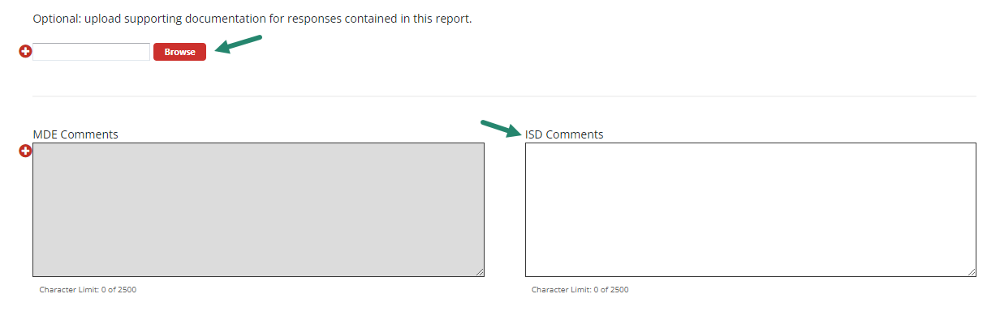 Optional: upload supporting documentation for responses contained in this report.
Browse
MDE Comments
ISD Comments
Character Limit: 0 of 2500
Character Limit: 0 of 2500